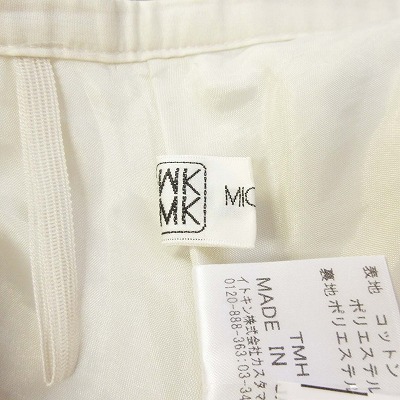 MK
MK
MIC
表地 コットン
ポリエステル
裏地 ポリエステル
TMH
MADE IN
イトキン株式会社カスタマ
0120-888-363:03-34